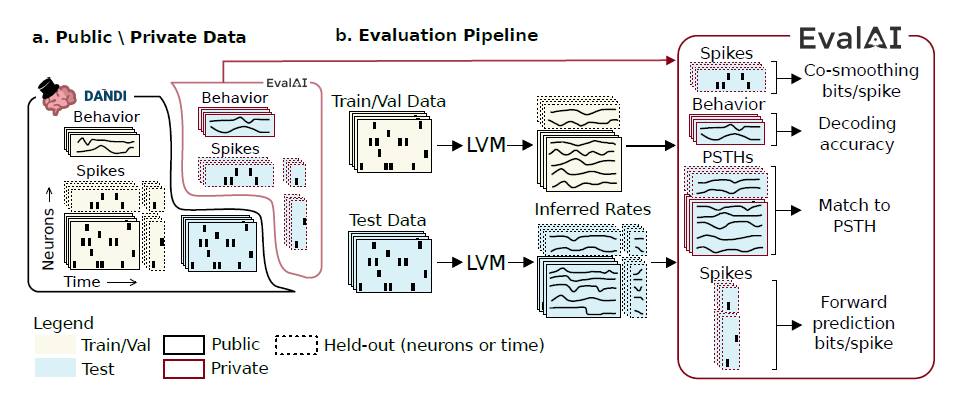 a. Public \ Private Data
b. Evaluation Pipeline
EvalAI
DANDI
EvalAI
Behavior
Behavior
Spikes
Spikes
Neurons
Time
Train/Val Data
LVM
Test Data
LVM
Inferred Rates
Spikes
Co-smoothing
bits/spike
Behavior
Decoding
accuracy
PSTHs
Match to
PSTH
Spikes
Forward
prediction
bits/spike
Legend
Train/Val
Public
Held-out (neurons or time)
Test
Private